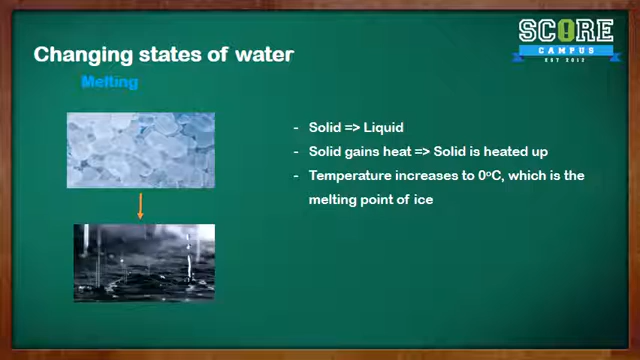 SCORE
CAMPUS
EST 2013
Changing states of water
Melting
- Solid => Liquid
- Solid gains heat => Solid is heated up
- Temperature increases to 0°C, which is the
melting point of ice